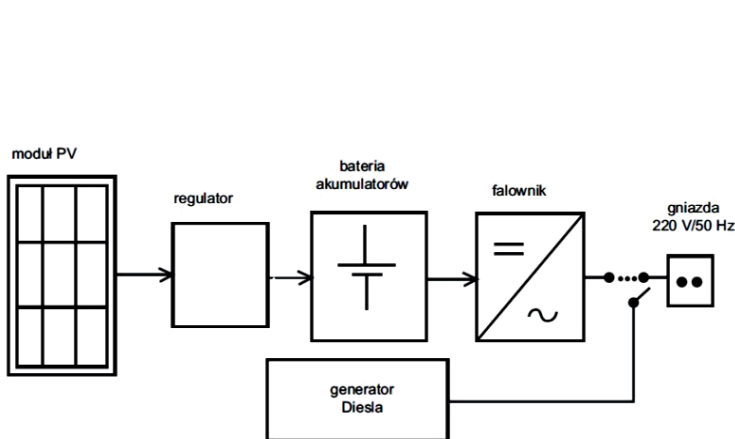 moduł PV
regulator
bateria
akumulatorów
falownik
gniazda
220 V/50 Hz
generator
Diesla